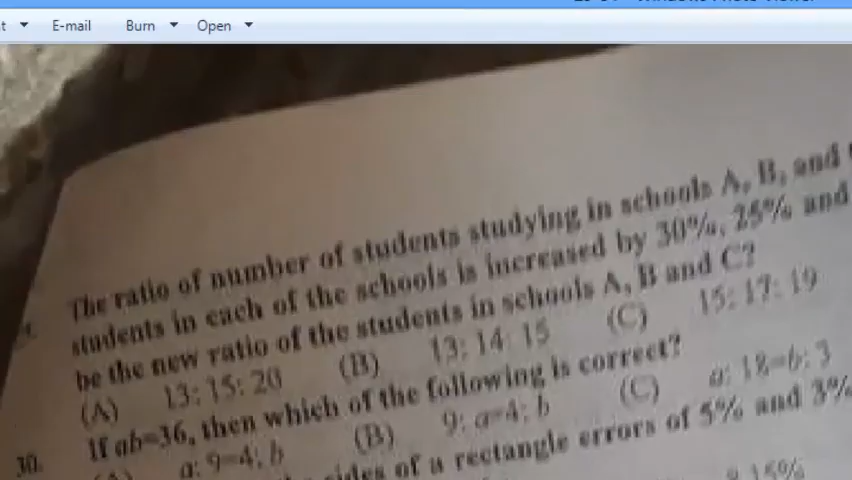 E-mail
Burn
Open
The ratio of number of students studying in schools A, B, and
students in each of the schools is increased by 30%, 25% and
be the new ratio of the students in schools A, B and C?
(A) 13: 15: 20 (B) 13: 14: 15 (C) 15: 17: 19
30. If ab=36, then which of the following is correct?
a: 9=4: b (B) 9: a=4: b (C) a: 18=b: 3
sides of a rectangle errors of 5% and 3%